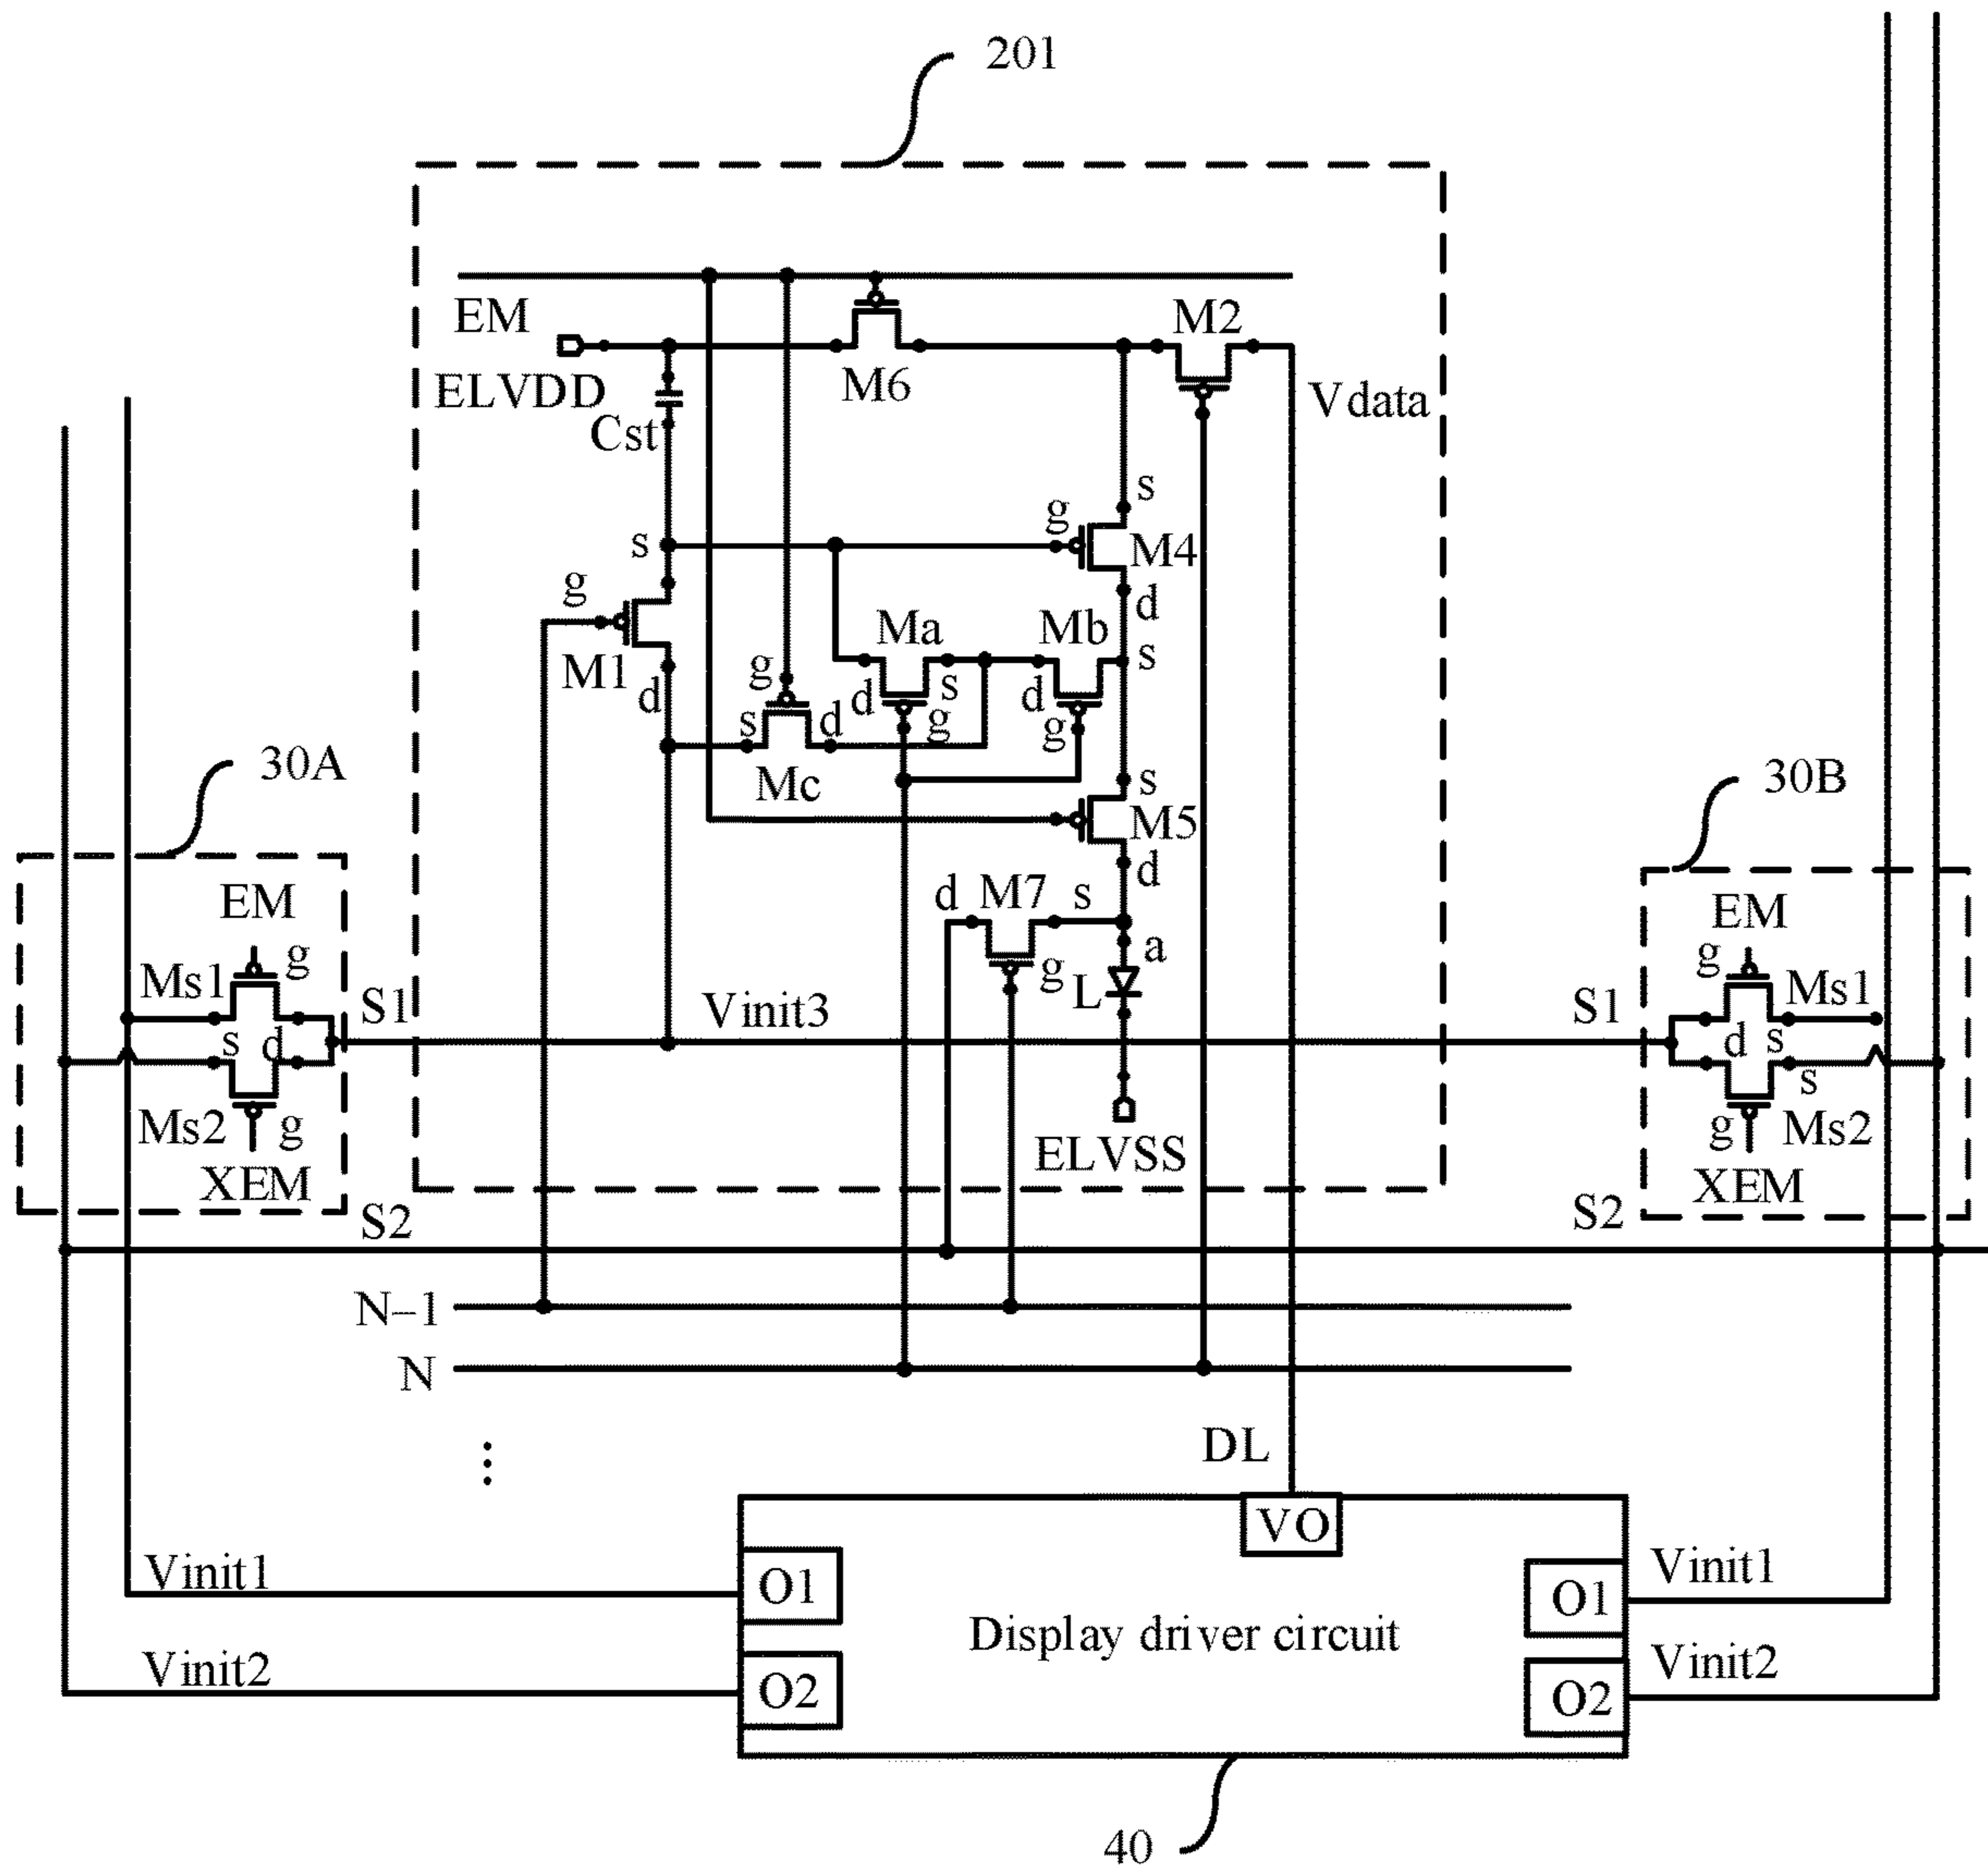 201
EM
M2
ELVDD
M6
Vdata
Cst
s
g
s
M4
g
d
Ma
Mb
s
M1
g
d
d
s
d
s
d
g
g
30A
Mc
s
30B
M5
d
EM
d
M7
s
EM
g
a
g
Ms1
g
L
Ms1
S1
Vinit3
S1
s
d
d
s
s
Ms2
g
g
Ms2
XEM
ELVSS
XEM
S2
S2
N–1
N
⋮
DL
VO
Vinit1
O1
Vinit1
O1
Display driver circuit
Vinit2
O2
Vinit2
O2
40